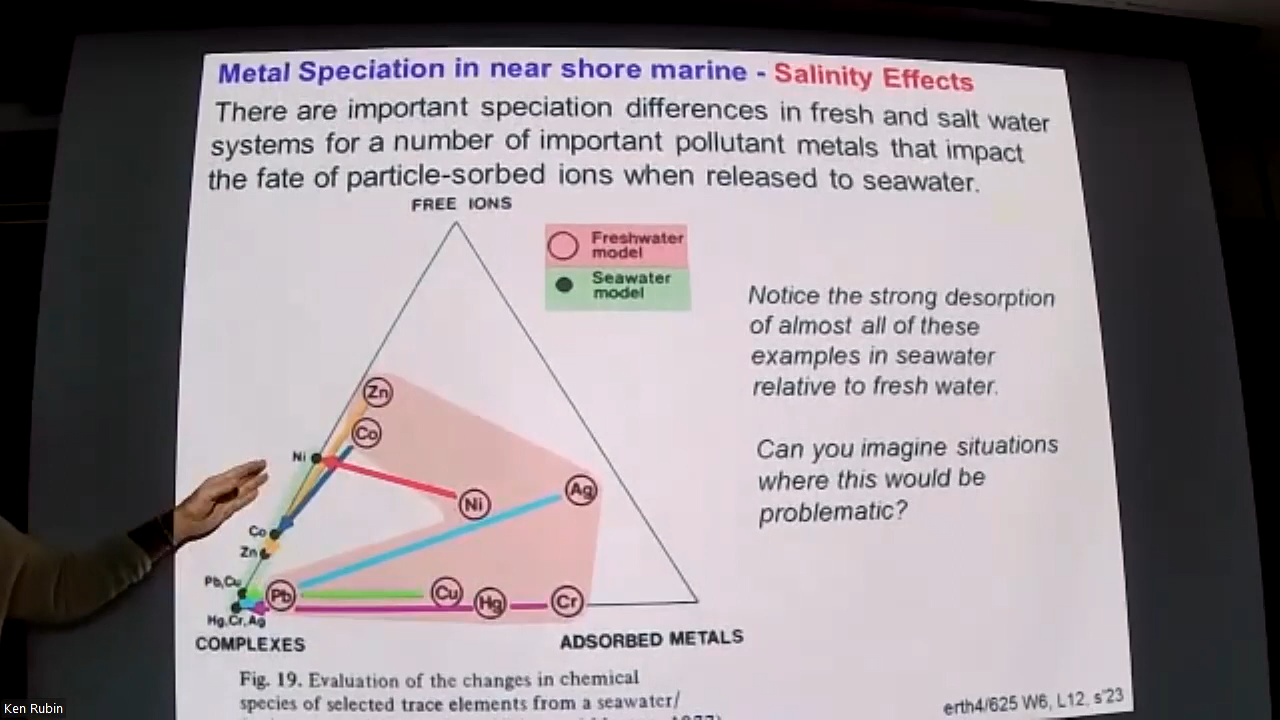 Metal Speciation in near shore marine - Salinity Effects
There are important speciation differences in fresh and salt water
systems for a number of important pollutant metals that impact
the fate of particle-sorbed ions when released to seawater.
FREE IONS
Freshwater
model
Seawater
model
Notice the strong desorption
of almost all of these
examples in seawater
relative to fresh water.
Can you imagine situations
where this would be
problematic?
Zn
Co
Ni
Ag
Ni
Co
Zn
Pb,Cu
Pb
Cu
Hg
Cr
Hg,Cr,Ag
COMPLEXES
ADSORBED METALS
Fig. 19. Evaluation of the changes in chemical
species of selected trace elements from a seawater/
erth4/625 W6, L12, s'23
Ken Rubin